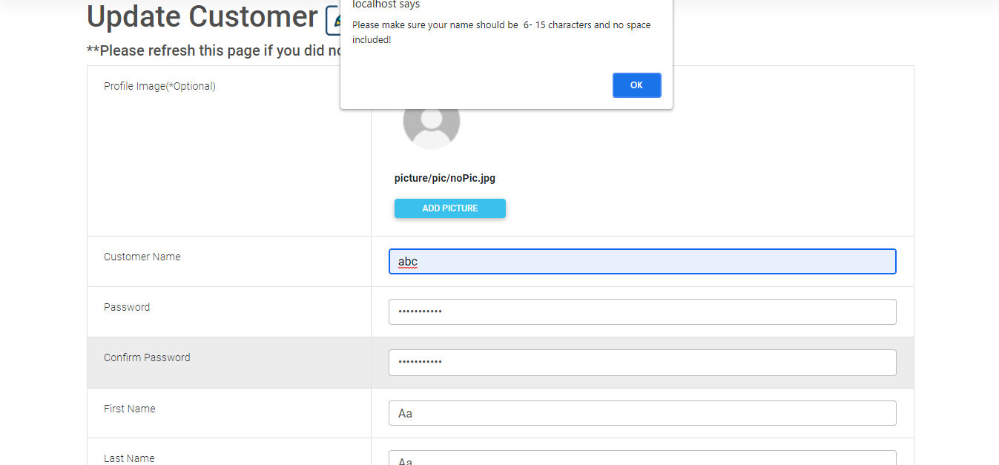 localhost says
Please make sure your name should be  6- 15 characters and no space
included!
OK
Update Customer
**Please refresh this page if you did
Profile Image(*Optional)
picture/pic/noPic.jpg
ADD PICTURE
Customer Name
abc
Password
•••••••••••
Confirm Password
•••••••••••
First Name
Aa
Last Name
Aa